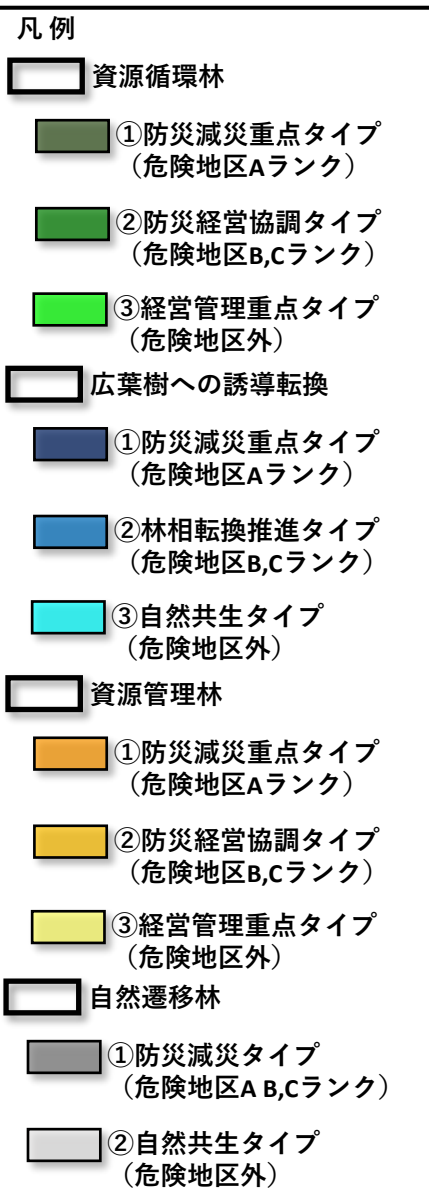 凡 例
資源循環林
①防災減災重点タイプ
（危険地区Aランク）
②防災経営協調タイプ
（危険地区B,Cランク）
③経営管理重点タイプ
（危険地区外）
広葉樹への誘導転換
①防災減災重点タイプ
（危険地区Aランク）
②林相転換推進タイプ
（危険地区B,Cランク）
③自然共生タイプ
（危険地区外）
資源管理林
①防災減災重点タイプ
（危険地区Aランク）
②防災経営協調タイプ
（危険地区B,Cランク）
③経営管理重点タイプ
（危険地区外）
自然遷移林
①防災減災タイプ
（危険地区A B,Cランク）
②自然共生タイプ
（危険地区外）